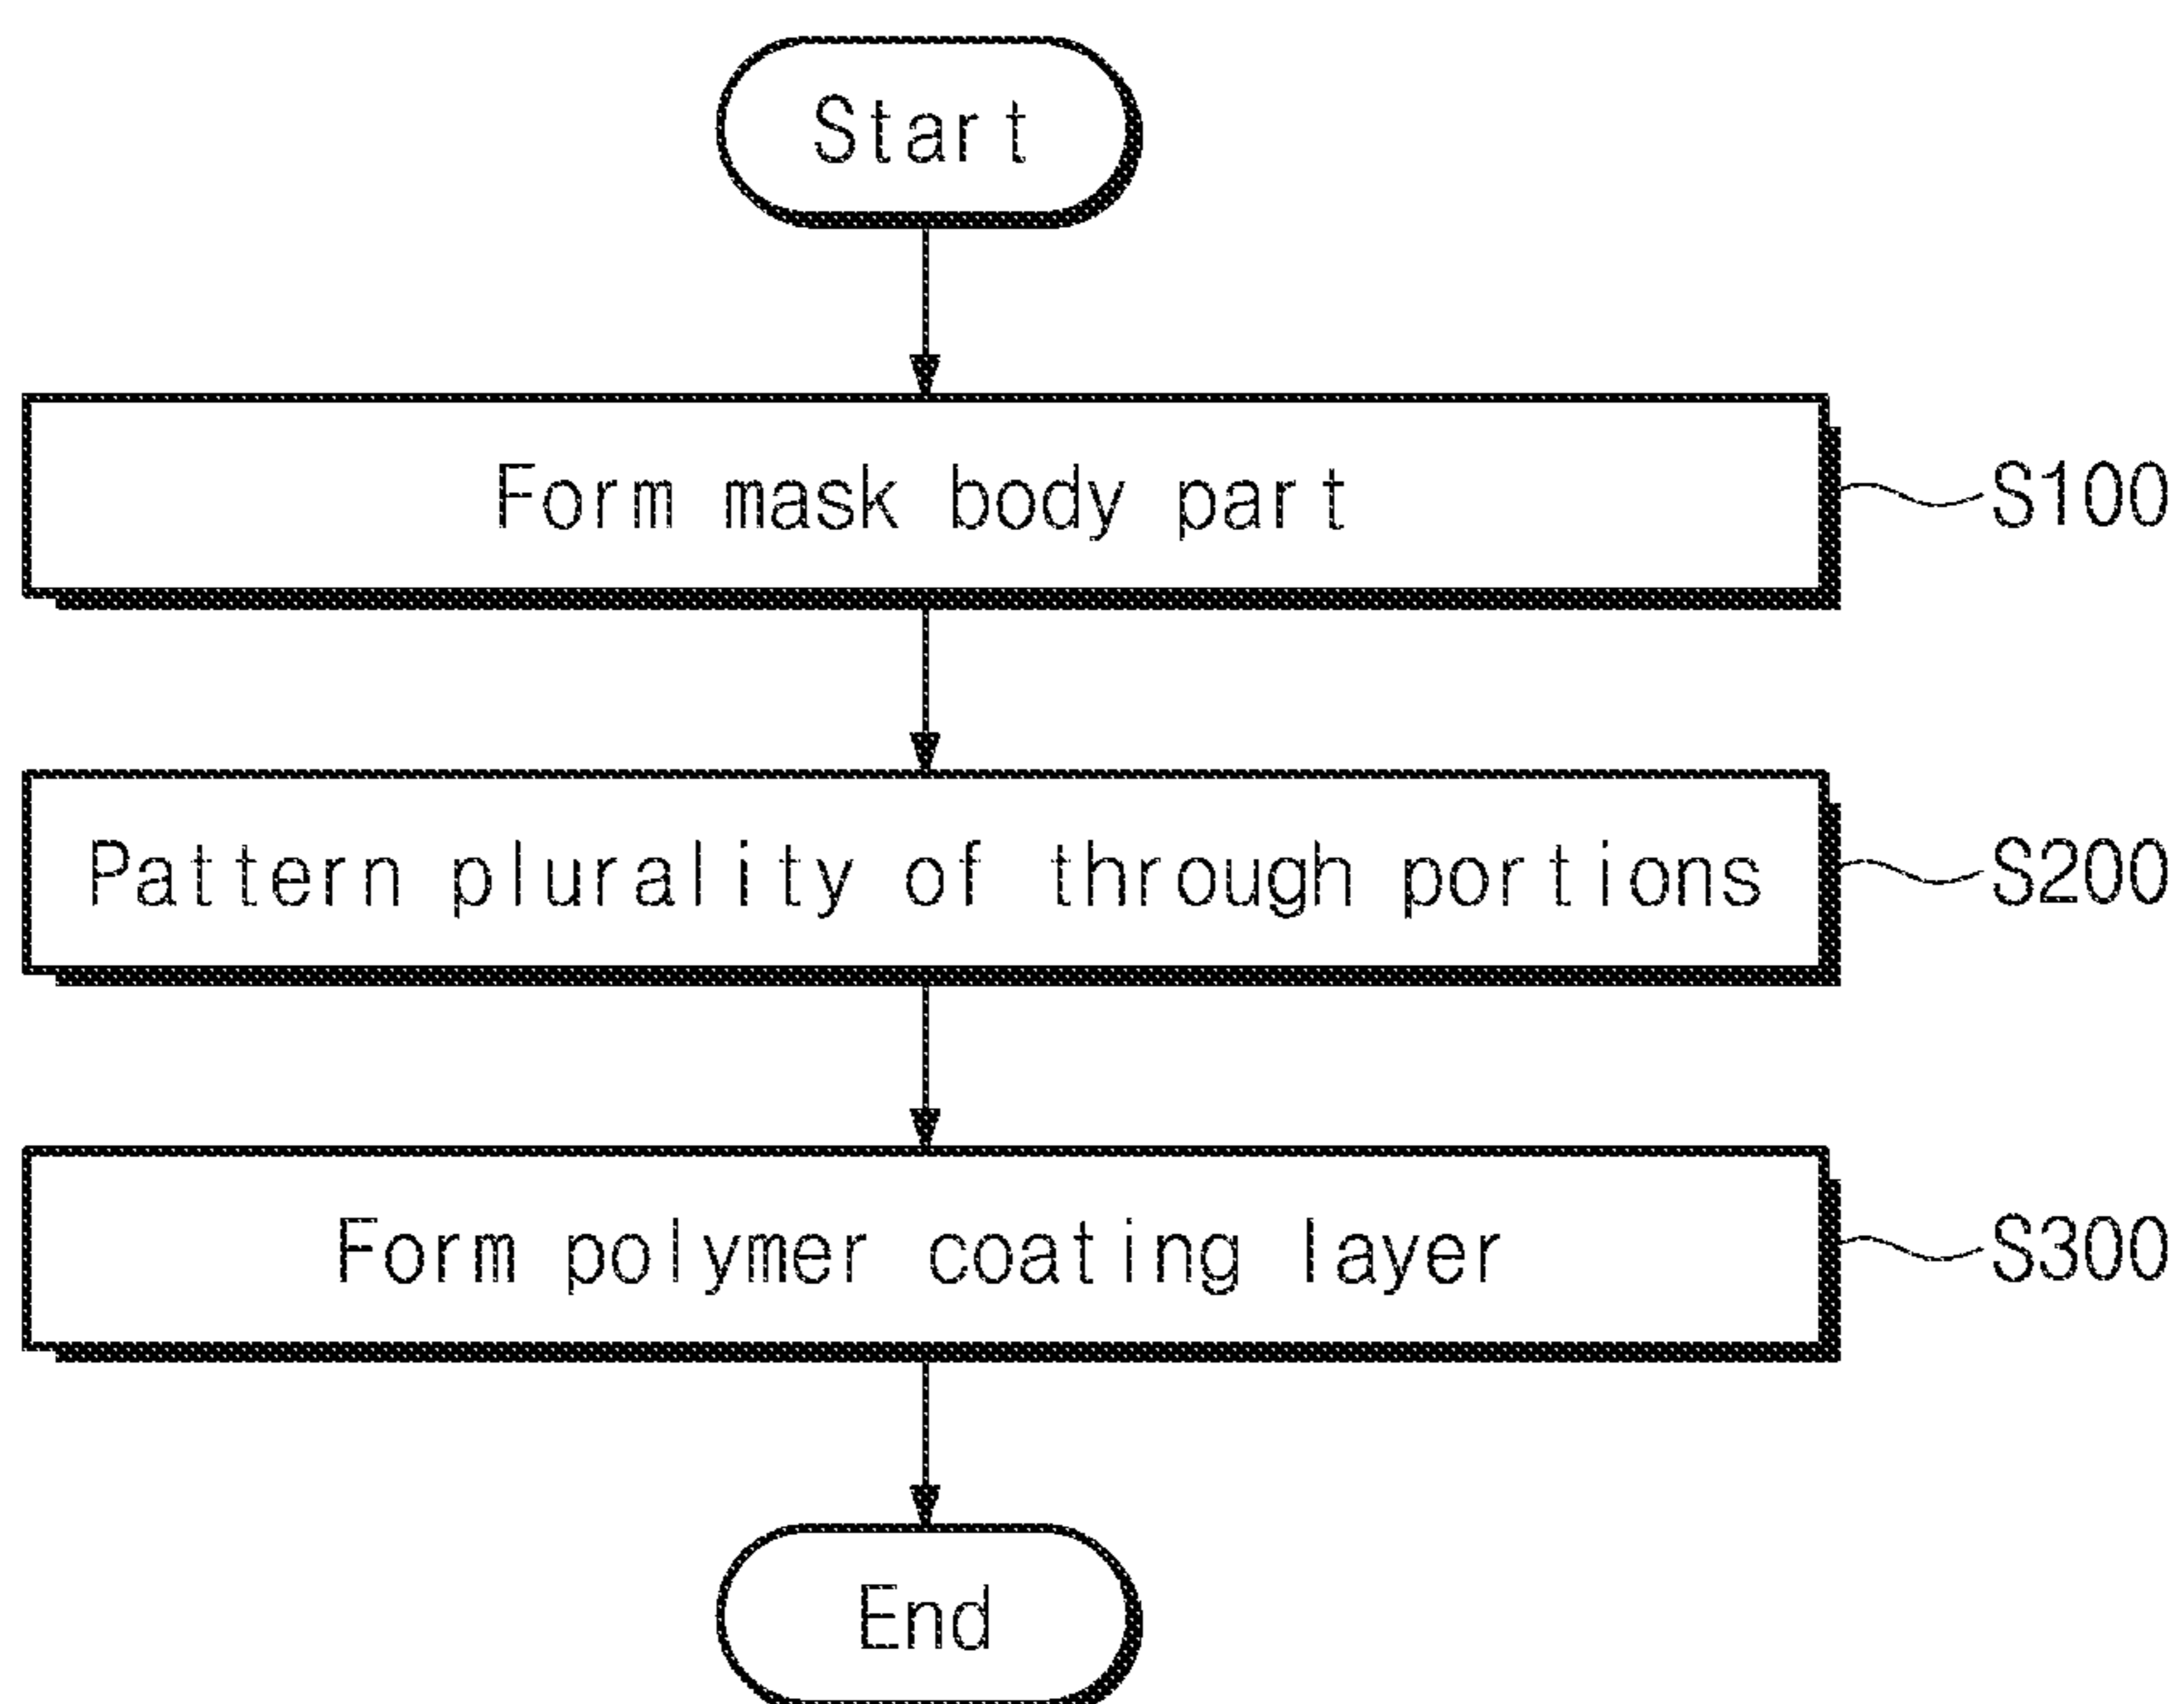 Start
Form mask body part
S100
Pattern plurality of through portions
S200
Form polymer coating layer
S300
End